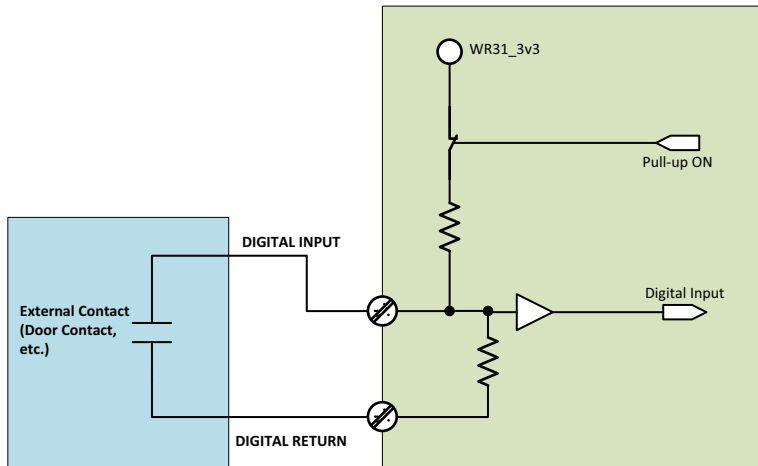 WR31_3v3
Pull-up ON
DIGITAL INPUT
Digital Input
External Contact
(Door Contact,
etc.)
DIGITAL RETURN